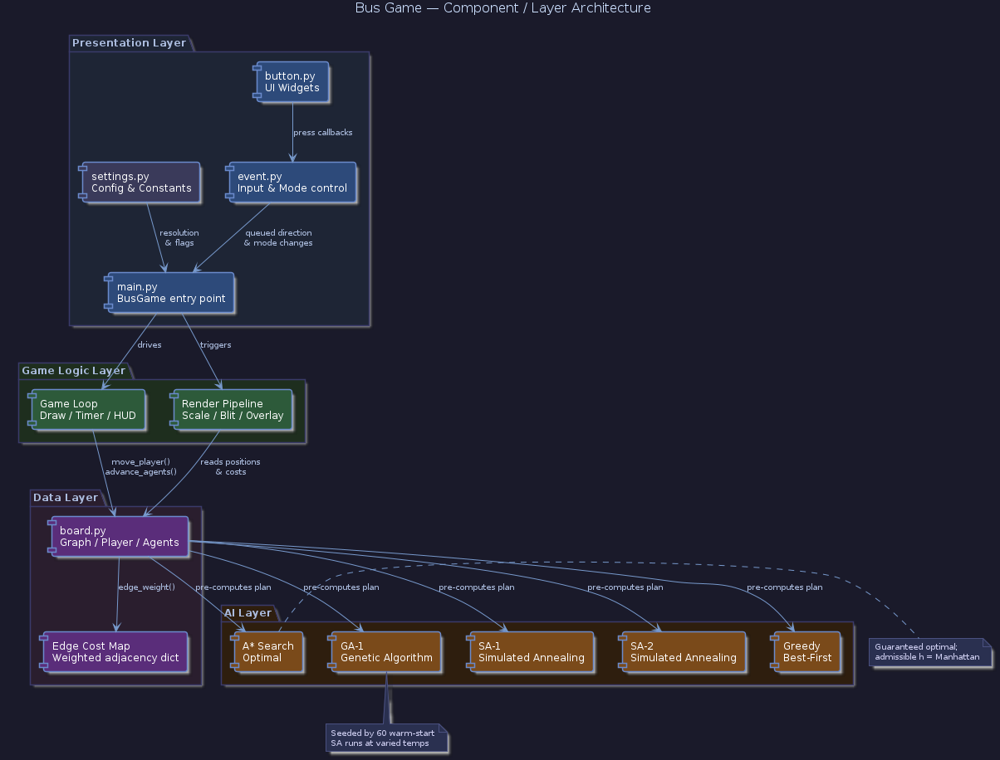 Bus Game — Component / Layer Architecture
Presentation Layer
button.py
UI Widgets
press callbacks
settings.py
Config & Constants
event.py
Input & Mode control
resolution
& flags
queued direction
& mode changes
main.py
BusGame entry point
drives
triggers
Game Logic Layer
Game Loop
Draw / Timer / HUD
Render Pipeline
Scale / Blit / Overlay
move_player()
advance_agents()
reads positions
& costs
Data Layer
board.py
Graph / Player / Agents
edge_weight()
pre-computes plan
pre-computes plan
pre-computes plan
pre-computes plan
pre-computes plan
AI Layer
Edge Cost Map
Weighted adjacency dict
A* Search
Optimal
GA-1
Genetic Algorithm
SA-1
Simulated Annealing
SA-2
Simulated Annealing
Greedy
Best-First
Guaranteed optimal;
admissible h = Manhattan
Seeded by 60 warm-start
SA runs at varied temps